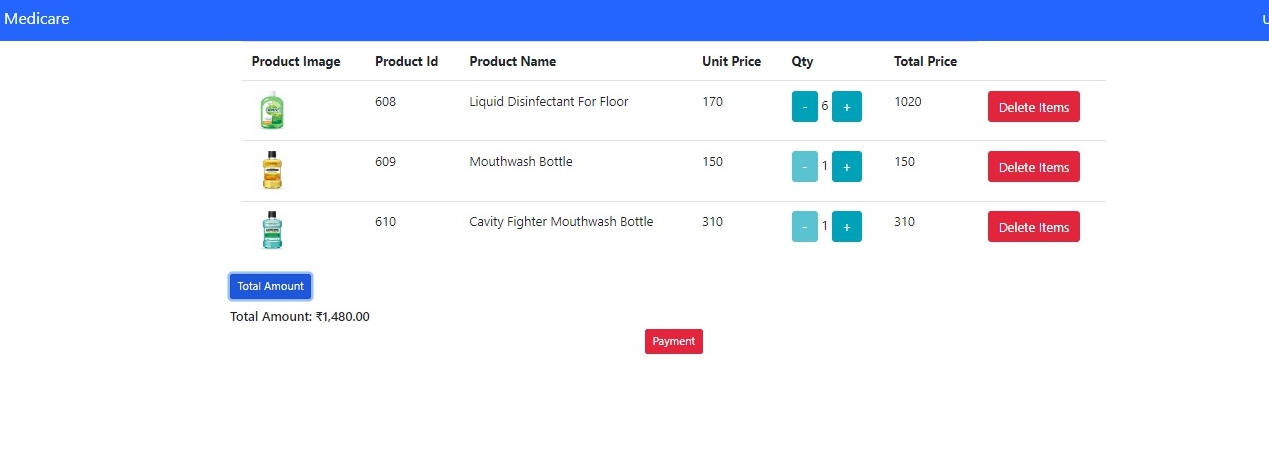 Medicare
Product Image Product Id Product Name Unit Price Qty Total Price
608 Liquid Disinfectant For Floor 170 - 6 + 1020 Delete Items
609 Mouthwash Bottle 150 - 1 + 150 Delete Items
610 Cavity Fighter Mouthwash Bottle 310 - 1 + 310 Delete Items
Total Amount
Total Amount: ₹1,480.00
Payment